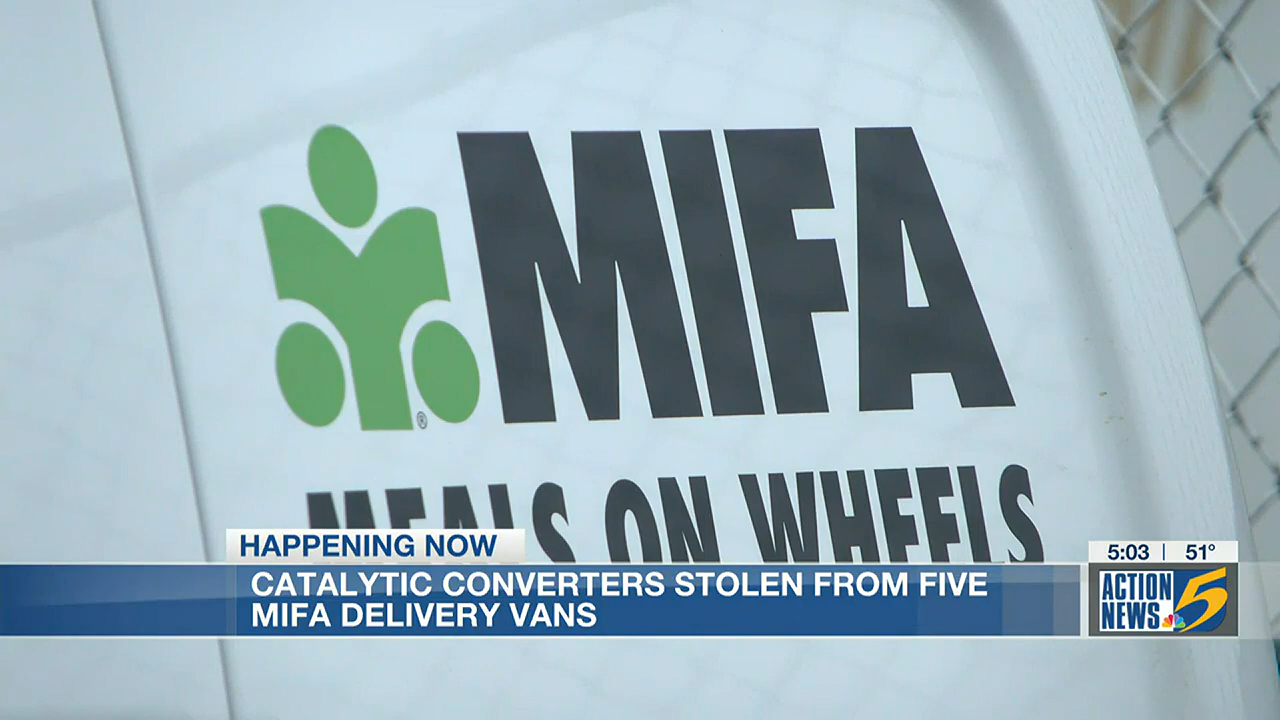 MIFA
®
MEALS ON WHEELS
HAPPENING NOW
CATALYTIC CONVERTERS STOLEN FROM FIVE
MIFA DELIVERY VANS
5:03 | 51°
ACTION
NEWS 5